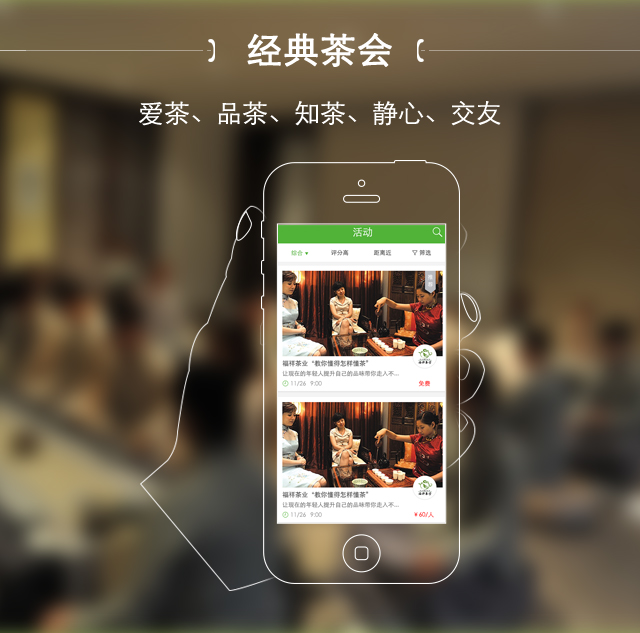 经典茶会
爱茶、品茶、知茶、静心、交友
活动
综合 评分高 距离近 筛选
福祥茶业“教你懂得怎样懂茶”
让现在的年轻人提升自己的品味带你走入不...
11/26 9:00 免费
福祥茶业“教你懂得怎样懂茶”
让现在的年轻人提升自己的品味带你走入不...
11/26 9:00 ￥60/人